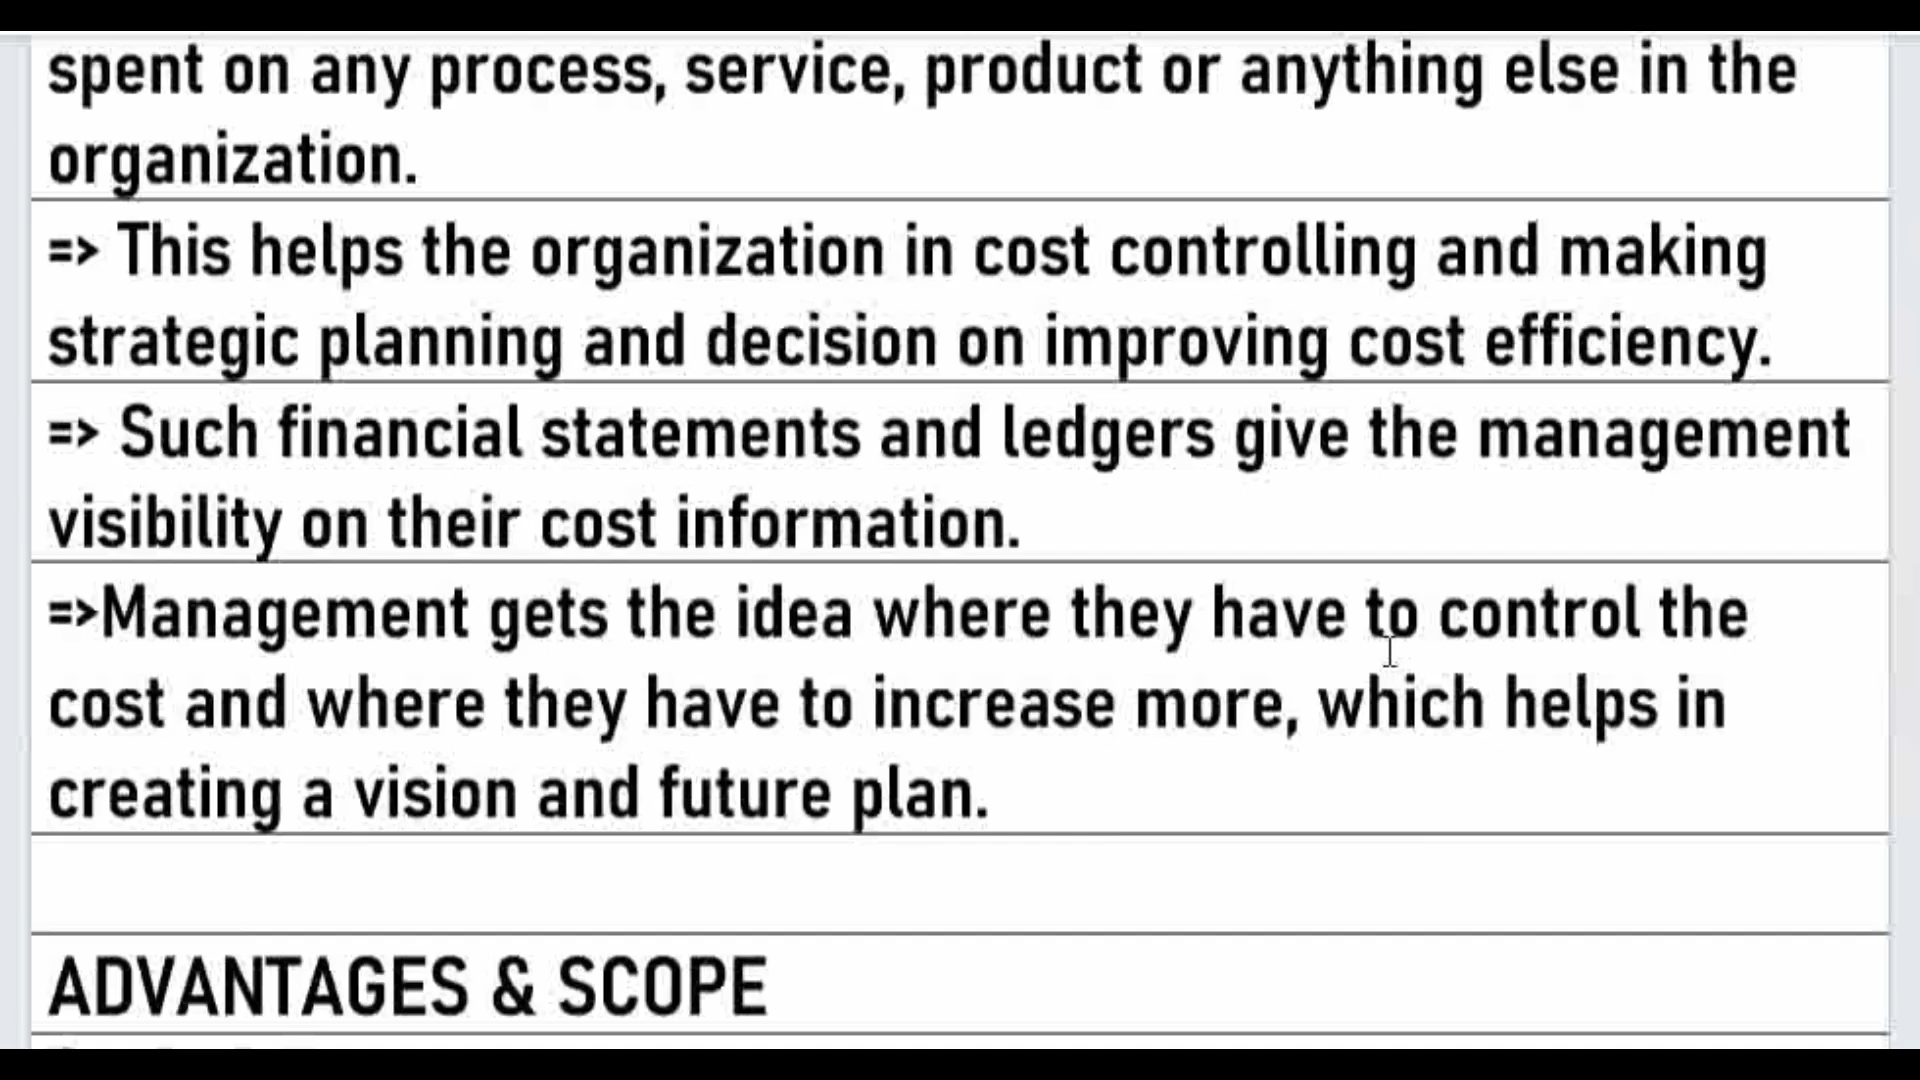 spent on any process, service, product or anything else in the
organization.
=> This helps the organization in cost controlling and making
strategic planning and decision on improving cost efficiency.
=> Such financial statements and ledgers give the management
visibility on their cost information.
=>Management gets the idea where they have to control the
cost and where they have to increase more, which helps in
creating a vision and future plan.
ADVANTAGES & SCOPE